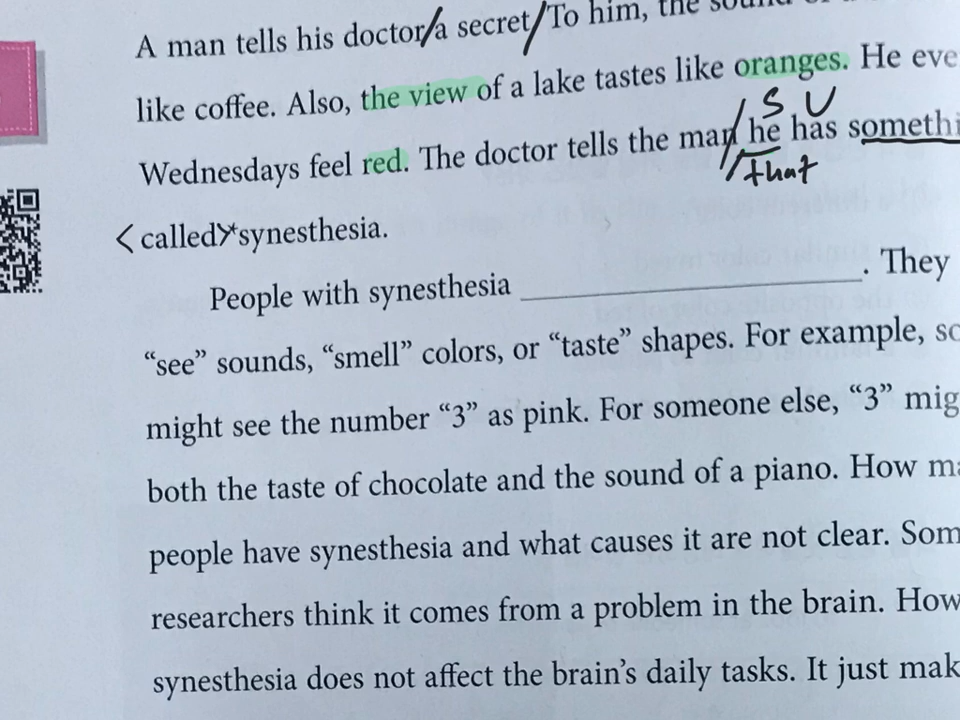 A man tells his doctor/a secret/To him, the sound of
like coffee. Also, the view of a lake tastes like oranges. He eve
S V
Wednesdays feel red. The doctor tells the man/ he has somethi
that
<called>*synesthesia.
People with synesthesia ____________. They
"see" sounds, "smell" colors, or "taste" shapes. For example, so
might see the number "3" as pink. For someone else, "3" mig
both the taste of chocolate and the sound of a piano. How ma
people have synesthesia and what causes it are not clear. Som
researchers think it comes from a problem in the brain. How
synesthesia does not affect the brain's daily tasks. It just mak